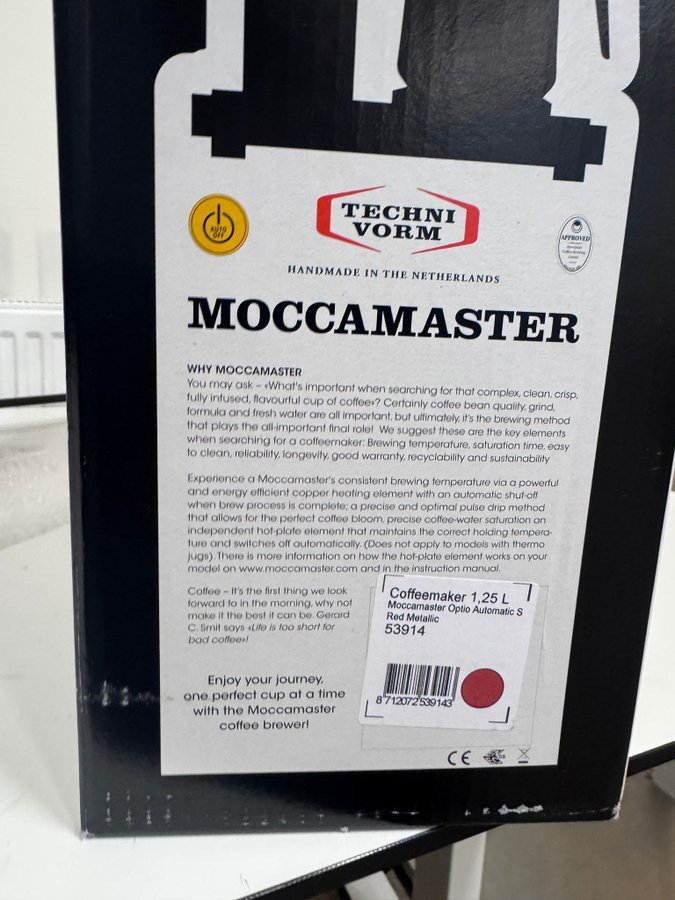 AUTO
OFF
TECHNI
VORM
APPROVED
HANDMADE IN THE NETHERLANDS
MOCCAMASTER
WHY MOCCAMASTER
You may ask – «What's important when searching for that complex, clean, crisp,
fully infused, flavourful cup of coffee»? Certainly coffee bean quality, grind,
formula and fresh water are all important, but ultimately, it's the brewing method
that plays the all-important final role! We suggest these are the key elements
when searching for a coffeemaker: Brewing temperature, saturation time, easy
to clean, reliability, longevity, good warranty, recyclability and sustainability
Experience a Moccamaster's consistent brewing temperature via a powerful
and energy efficient copper heating element with an automatic shut-off
when brew process is complete; a precise and optimal pulse drip method
that allows for the perfect coffee bloom, precise coffee-water saturation an
independent hot-plate element that maintains the correct holding tempera-
ture and switches off automatically. (Does not apply to models with thermo
jugs). There is more information on how the hot-plate element works on your
model on www.moccamaster.com and in the instruction manual.
Coffee – It's the first thing we look
forward to in the morning, why not
make it the best it can be. Gerard
C. Smit says «Life is too short for
bad coffee»!
Enjoy your journey,
one perfect cup at a time
with the Moccamaster
coffee brewer!
Coffeemaker 1,25 L
Moccamaster Optio Automatic S
Red Metallic
53914
8 712072 539143
CE